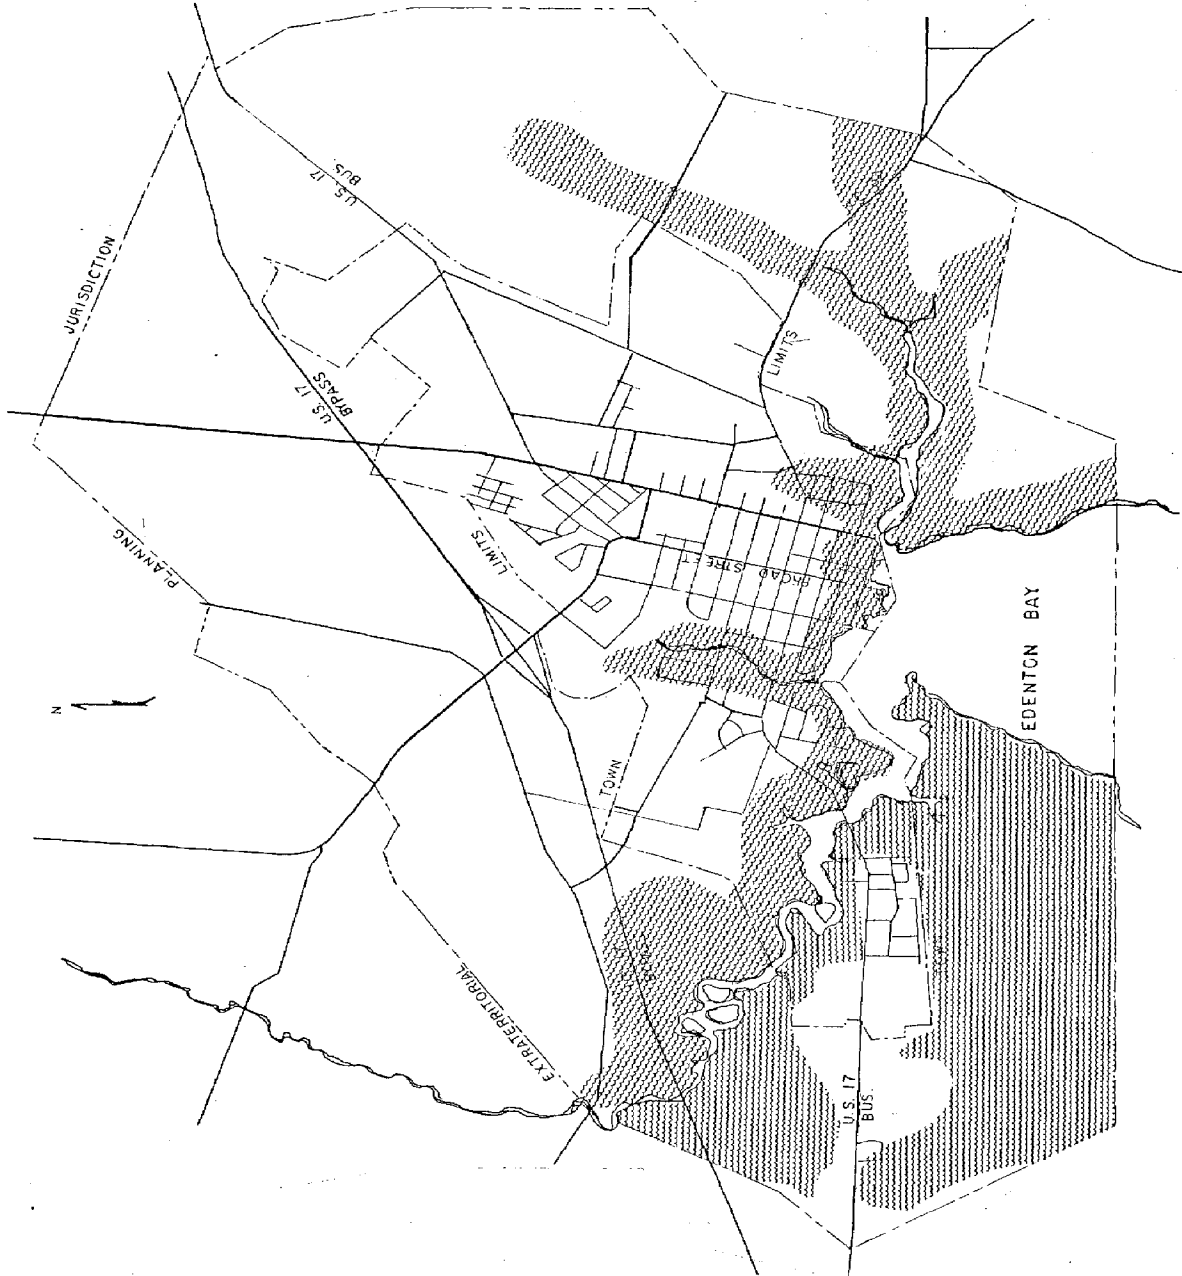 JURISDICTION
U.S. 17
BUS.
U.S. 17
BYPASS
PLANNING
LIMITS
LIMITS
BROAD STREET
N
EDENTON BAY
TOWN
EXTRATERRITORIAL
U.S. 17
BUS.